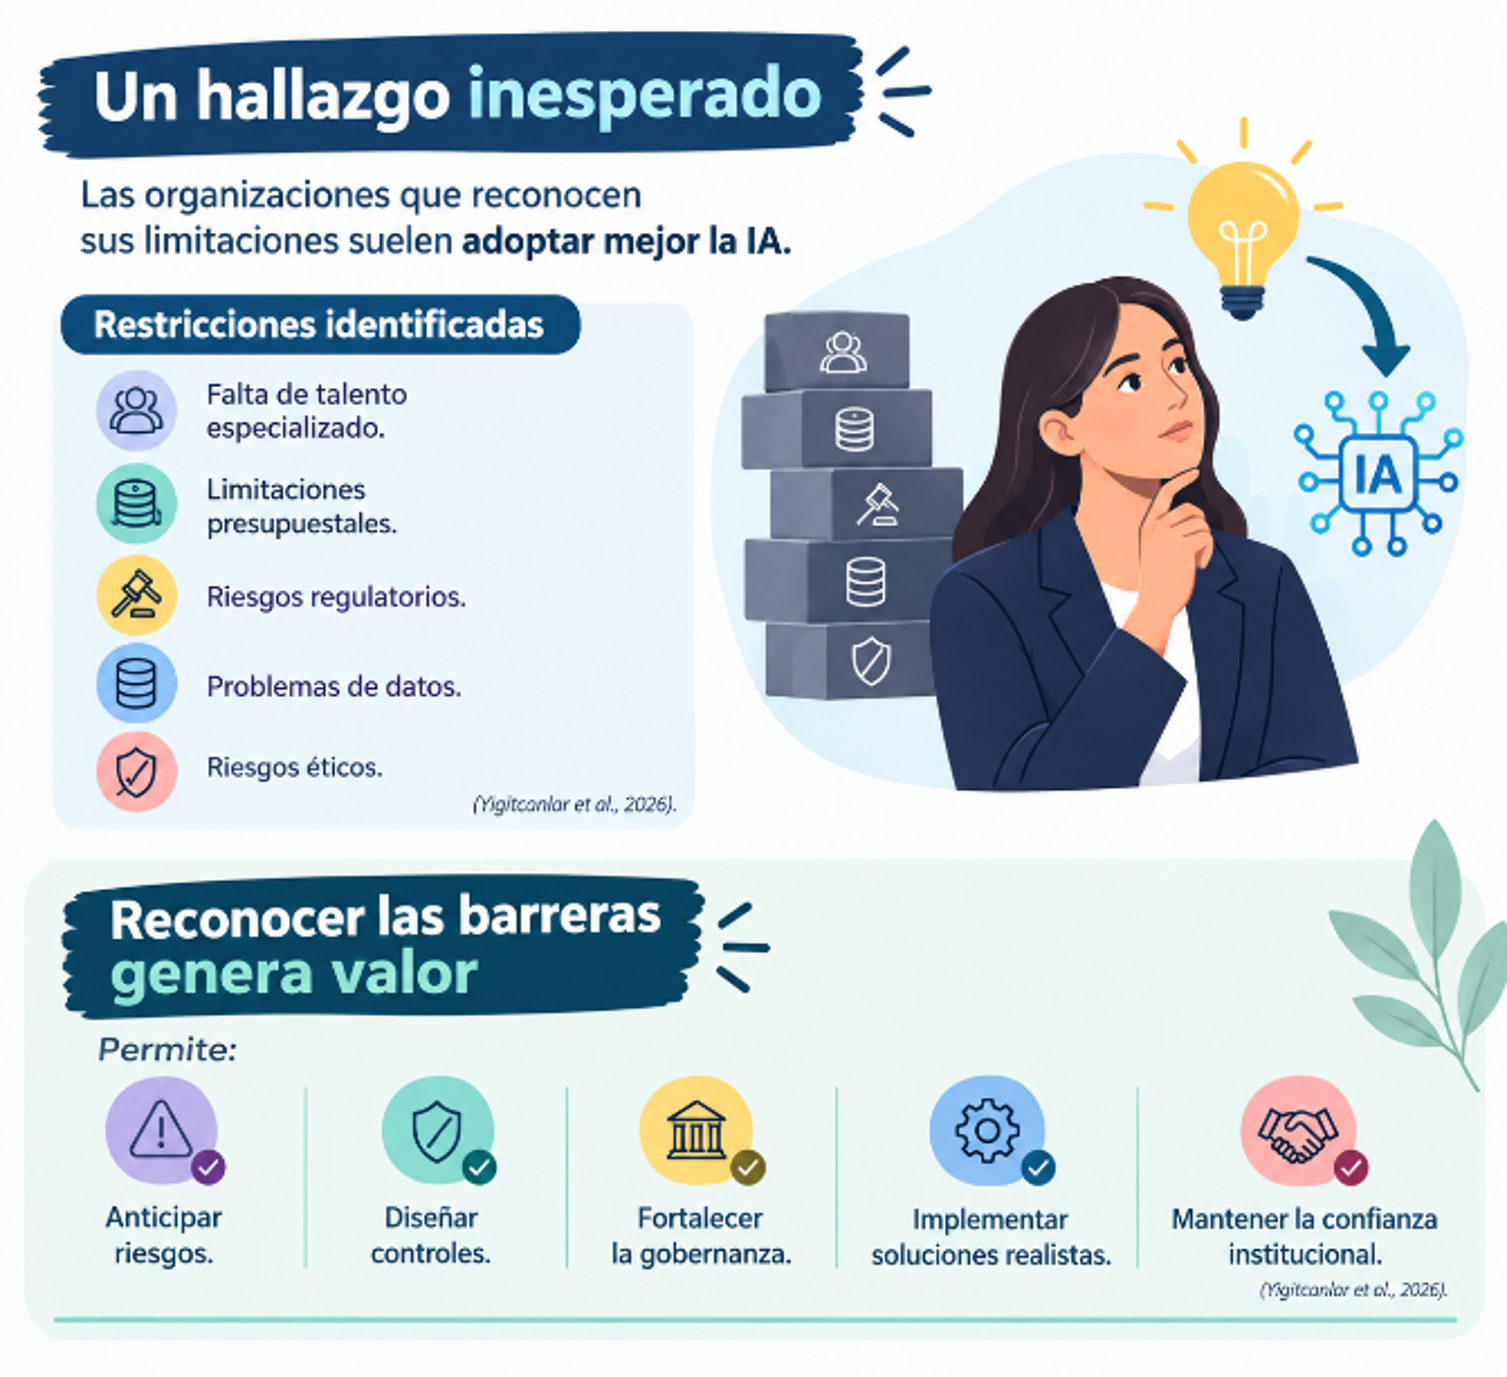 Un hallazgo inesperado
Las organizaciones que reconocen
sus limitaciones suelen adoptar mejor la IA.
Restricciones identificadas
Falta de talento
especializado.
Limitaciones
presupuestales.
Riesgos regulatorios.
Problemas de datos.
Riesgos éticos.
(Yigitcanlar et al., 2026).
IA
Reconocer las barreras
genera valor
Permite:
Anticipar
riesgos.
Diseñar
controles.
Fortalecer
la gobernanza.
Implementar
soluciones realistas.
Mantener la confianza
institucional.
(Yigitcanlar et al., 2026).